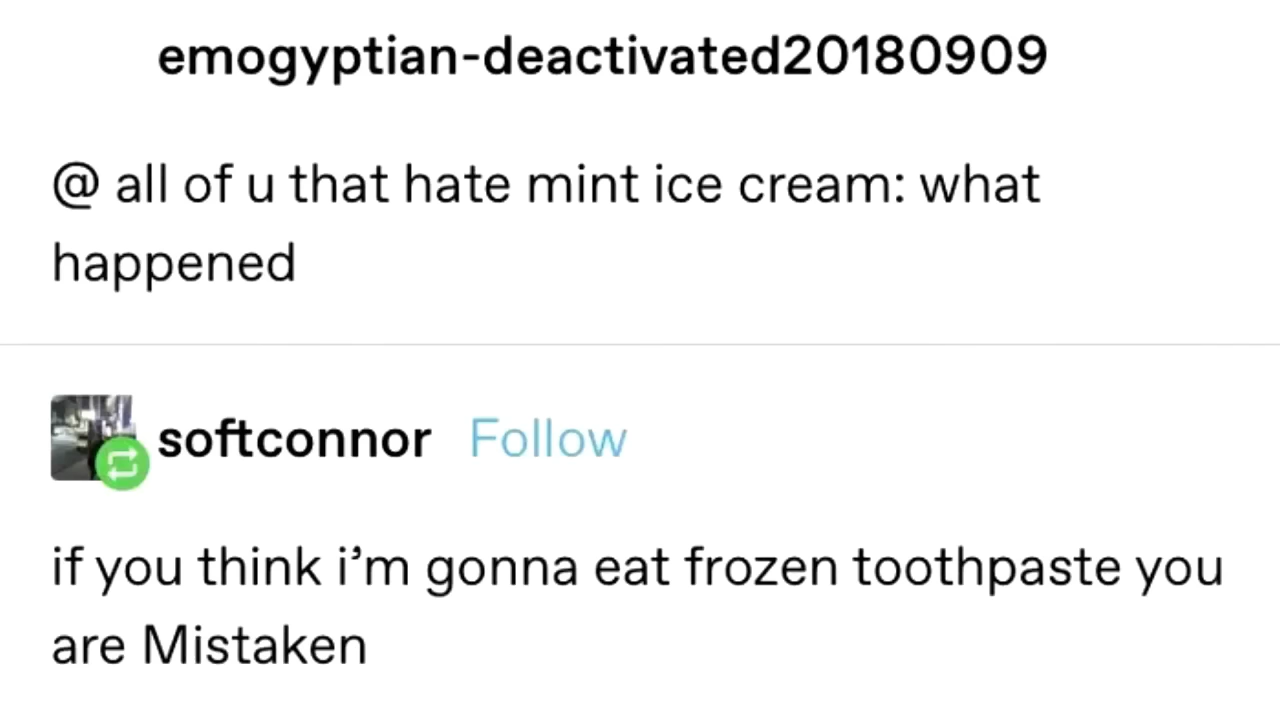 emogyptian-deactivated20180909
@ all of u that hate mint ice cream: what
happened
softconnor Follow
if you think i’m gonna eat frozen toothpaste you
are Mistaken